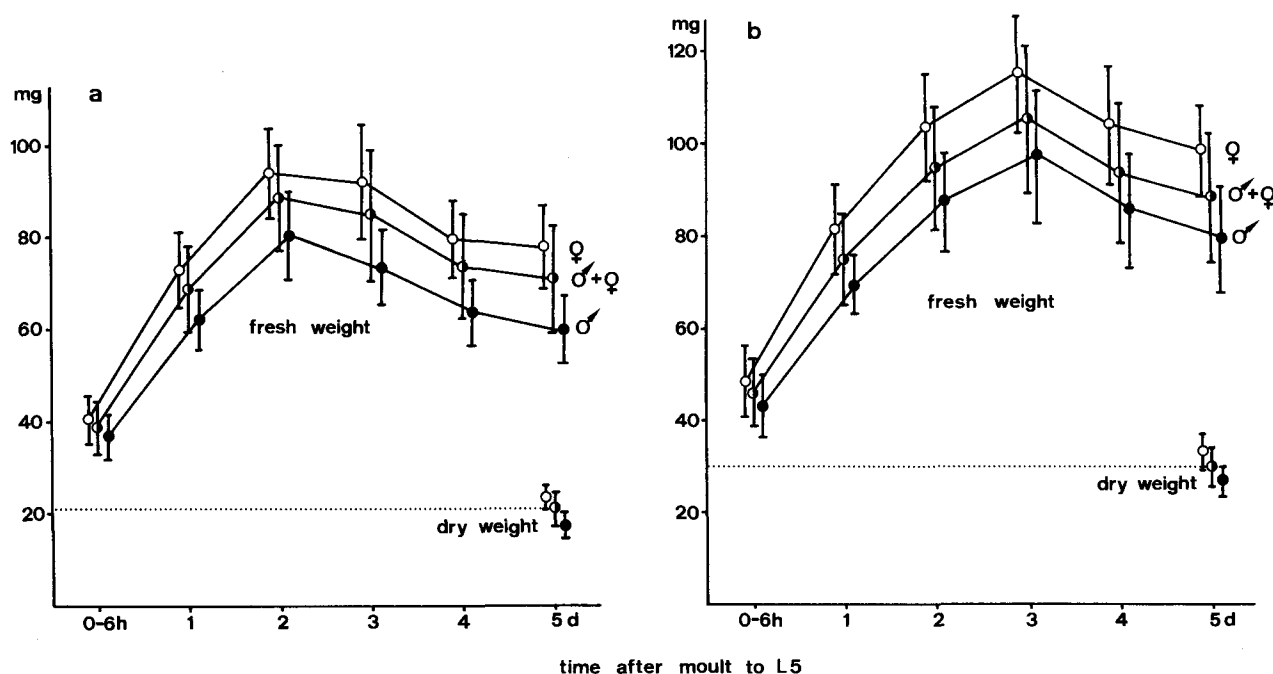 a
mg
100
80
60
40
20
♀
♂+♀
♂
fresh weight
dry weight
0-6h 1 2 3 4 5 d
b
mg
120
100
80
60
40
20
♀
♂+♀
♂
fresh weight
dry weight
0-6h 1 2 3 4 5 d
time after moult to L5